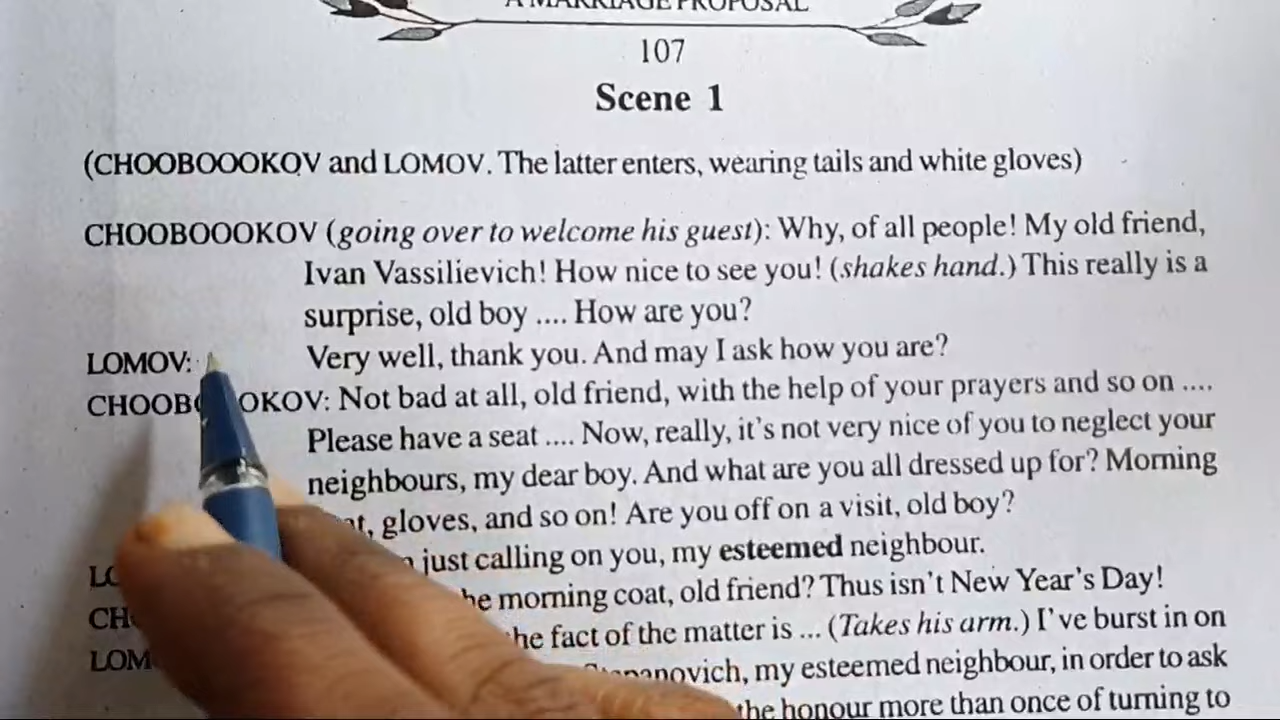 A MARRIAGE PROPOSAL
107
Scene 1
(CHOOBOOOKOV and LOMOV. The latter enters, wearing tails and white gloves)
CHOOBOOOKOV (going over to welcome his guest): Why, of all people! My old friend,
Ivan Vassilievich! How nice to see you! (shakes hand.) This really is a
surprise, old boy .... How are you?
LOMOV: Very well, thank you. And may I ask how you are?
Not bad at all, old friend, with the help of your prayers and so on ....
Please have a seat .... Now, really, it's not very nice of you to neglect your
neighbours, my dear boy. And what are you all dressed up for? Morning
gloves, and so on! Are you off on a visit, old boy?
just calling on you, my esteemed neighbour.
morning coat, old friend? Thus isn't New Year's Day!
the fact of the matter is ... (Takes his arm.) I've burst in on
my esteemed neighbour, in order to ask
the honour more than once of turning to